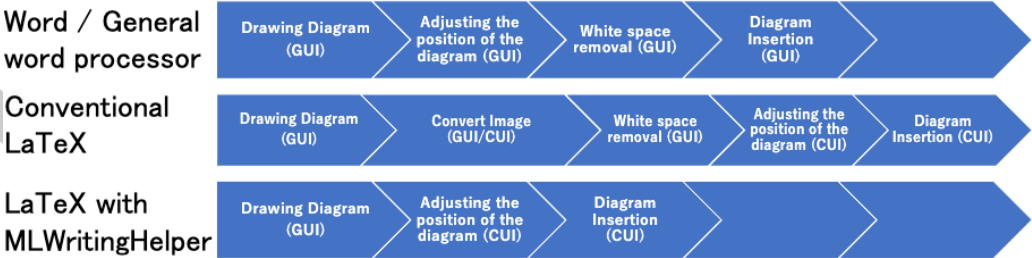 Word / General
word processor
Drawing Diagram
(GUI)
Adjusting the
position of the
diagram (GUI)
White space
removal (GUI)
Diagram
Insertion
(GUI)
Conventional
LaTeX
Drawing Diagram
(GUI)
Convert Image
(GUI/CUI)
White space
removal (GUI)
Adjusting the
position of the
diagram (CUI)
Diagram
Insertion (CUI)
LaTeX with
MLWritingHelper
Drawing Diagram
(GUI)
Adjusting the
position of the
diagram (CUI)
Diagram
Insertion
(CUI)